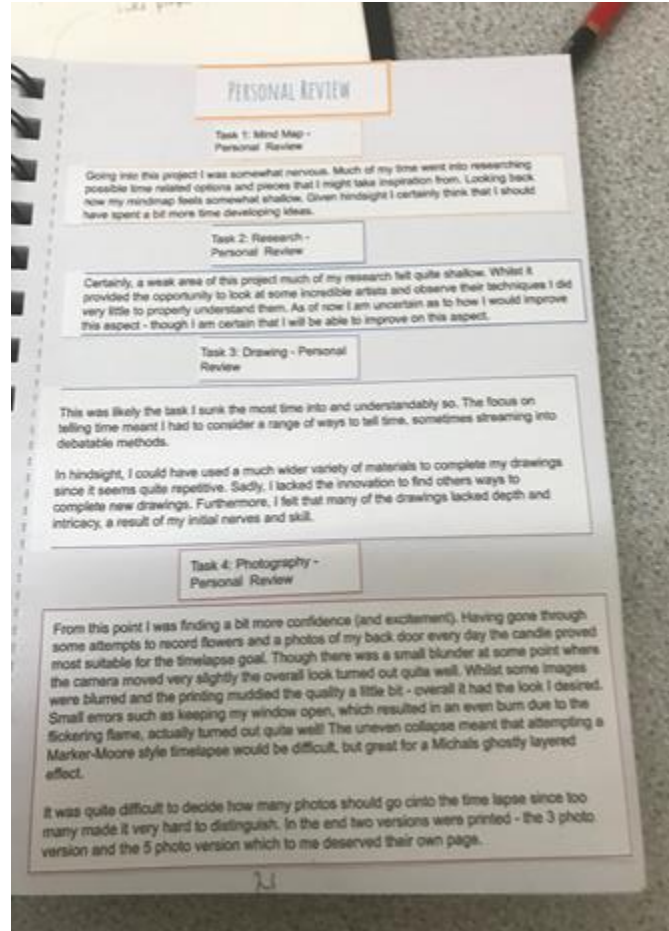 PERSONAL REVIEW
Task 1: Mind Map -
Personal Review
Going into this project I was somewhat nervous. Much of my time went into researching
possible time related options and pieces that I might take inspiration from. Looking back
now my mindmap feels somewhat shallow. Given hindsight I certainly think that I should
have spent a bit more time developing ideas.
Task 2: Research -
Personal Review
Certainly, a weak area of this project much of my research felt quite shallow. Whilst it
provided the opportunity to look at some incredible artists and observe their techniques I did
very little to properly understand them. As of now I am uncertain as to how I would improve
this aspect - though I am certain that I will be able to improve on this aspect.
Task 3: Drawing - Personal
Review
This was likely the task I sunk the most time into and understandably so. The focus on
telling time meant I had to consider a range of ways to tell time, sometimes streaming into
debatable methods.
In hindsight, I could have used a much wider variety of materials to complete my drawings
since it seems quite repetitive. Sadly, I lacked the innovation to find others ways to
complete new drawings. Furthermore, I felt that many of the drawings lacked depth and
intricacy, a result of my initial nerves and skill.
Task 4: Photography -
Personal Review
From this point I was finding a bit more confidence (and excitement). Having gone through
some attempts to record flowers and a photos of my back door every day the candle proved
most suitable for the timelapse goal. Though there was a small blunder at some point where
the camera moved very slightly the overall look turned out quite well. Whilst some images
were blurred and the printing muddied the quality a little bit - overall it had the look I desired.
Small errors such as keeping my window open, which resulted in an even burn due to the
flickering flame, actually turned out quite well! The uneven collapse meant that attempting a
Marker-Moore style timelapse would be difficult, but great for a Michals ghostly layered
effect.
It was quite difficult to decide how many photos should go cinto the time lapse since too
many made it very hard to distinguish. In the end two versions were printed - the 3 photo
version and the 5 photo version which to me deserved their own page.